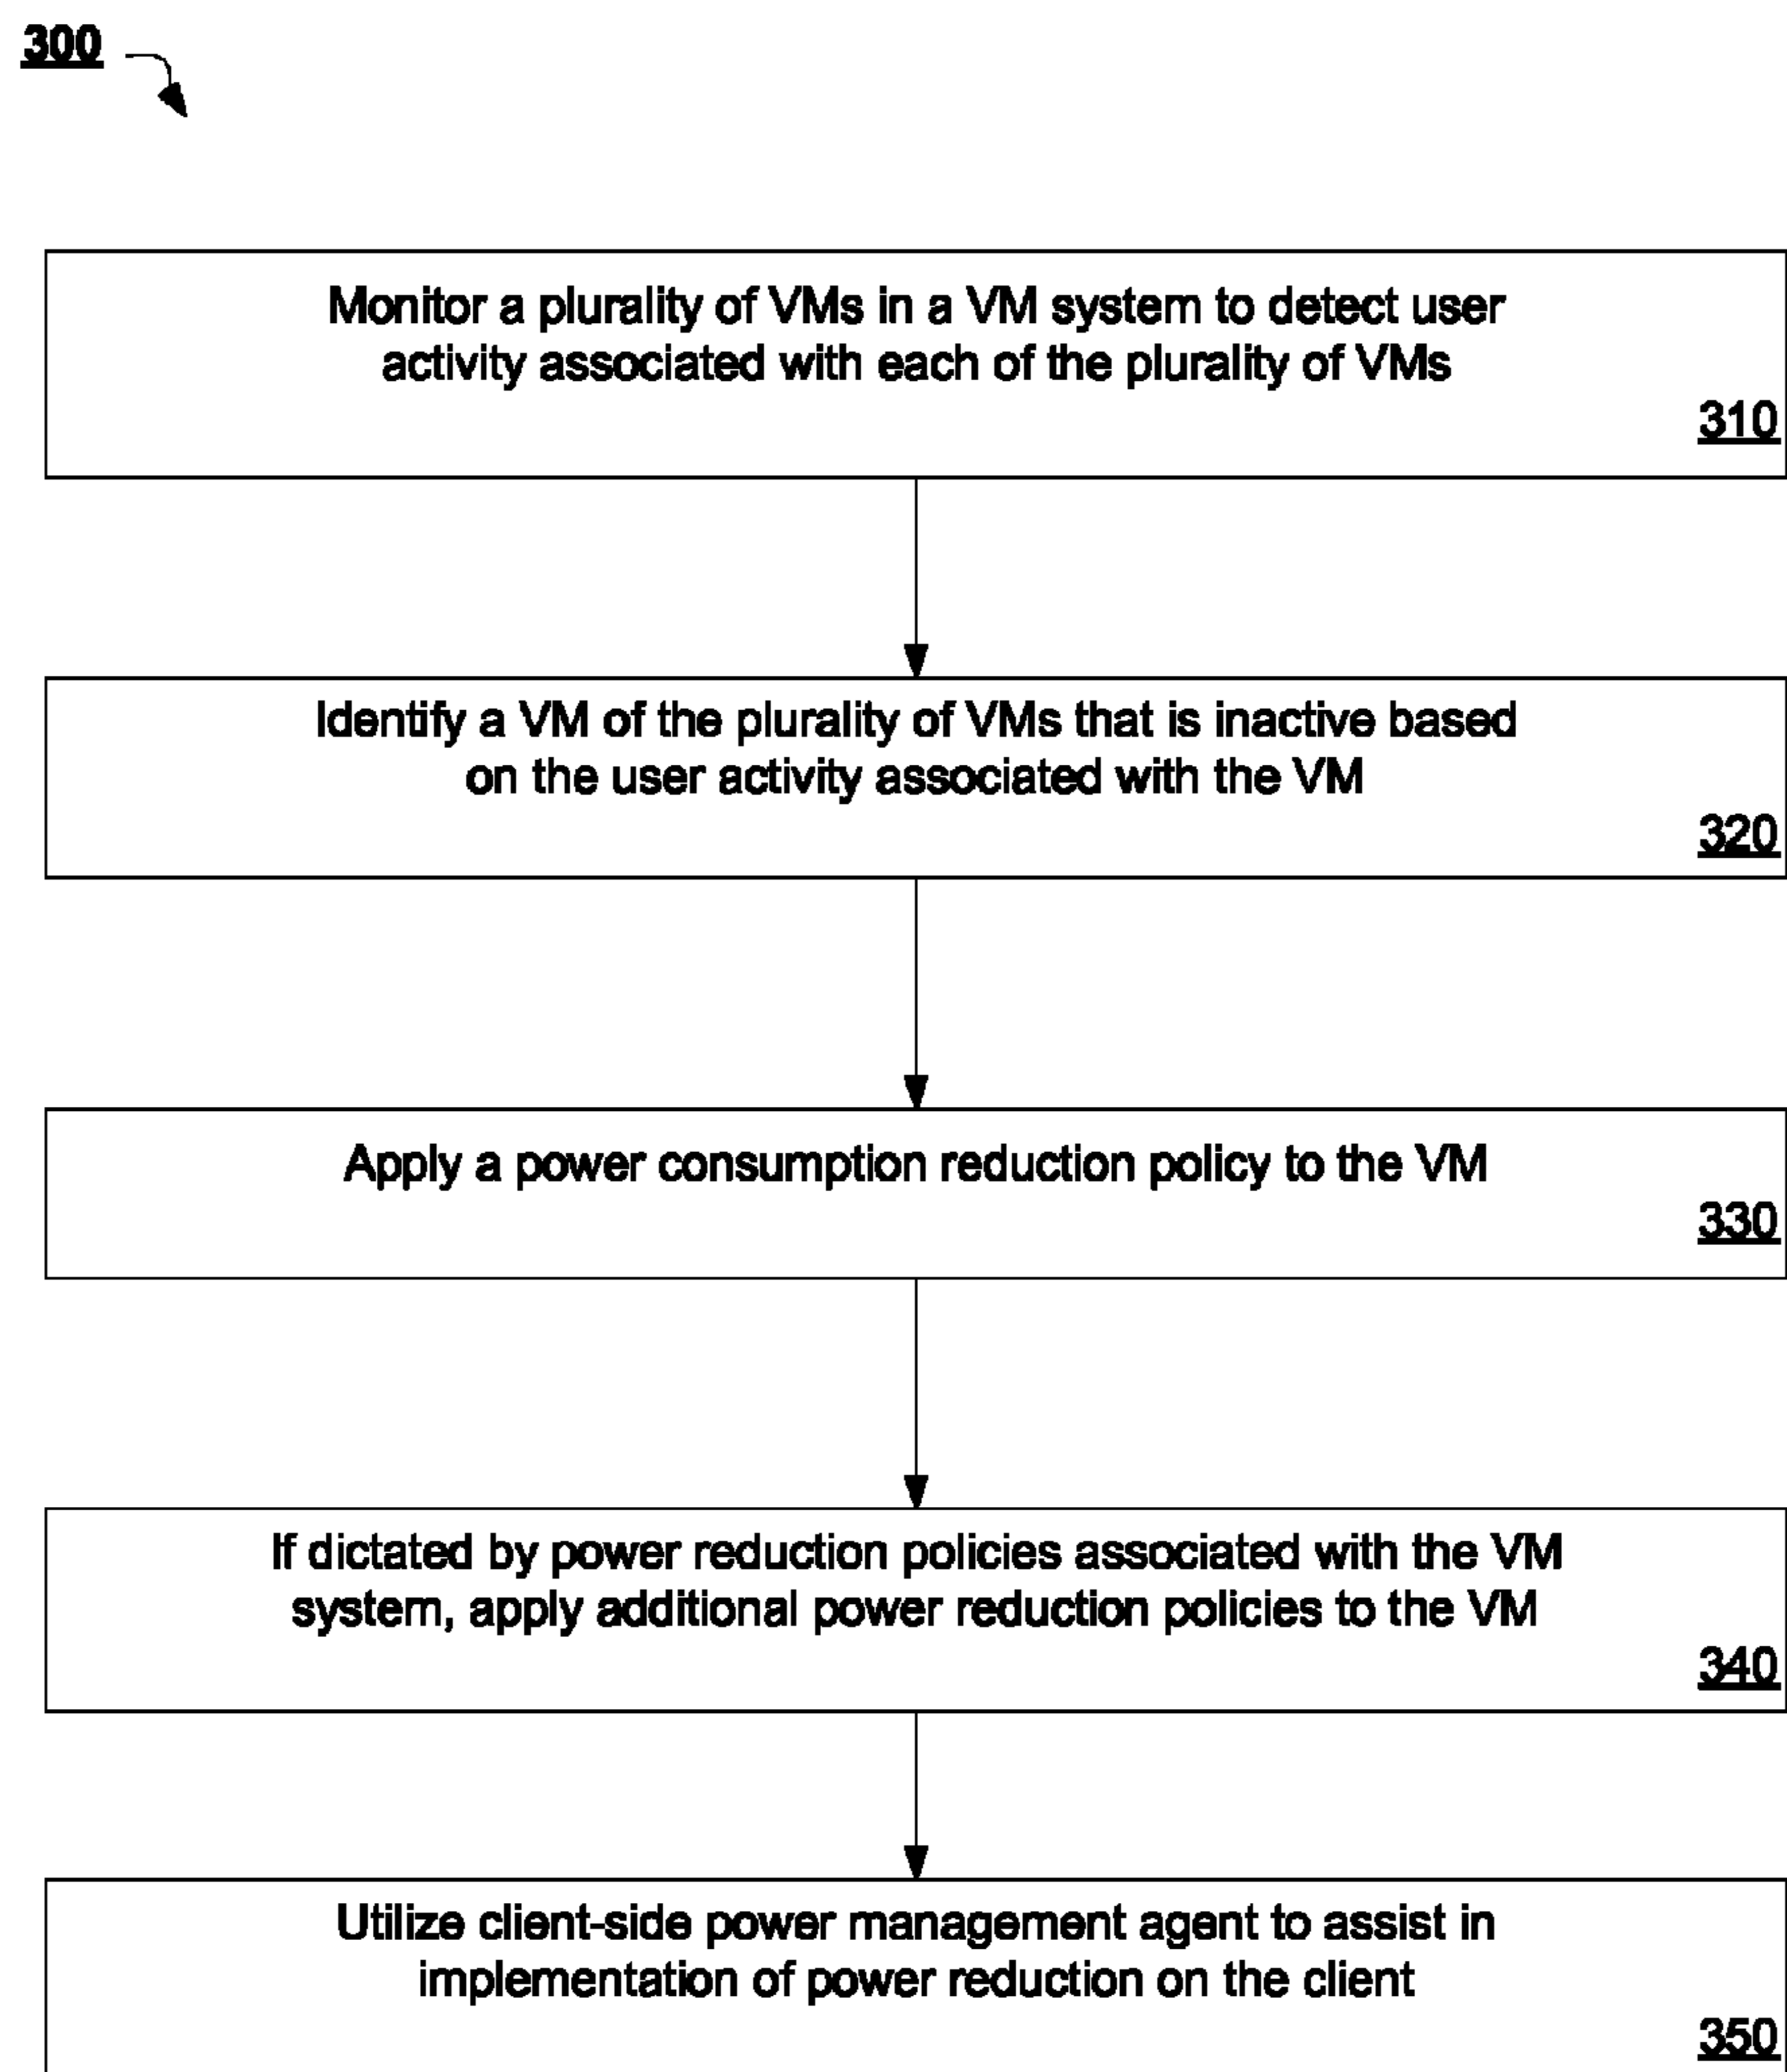 300
Monitor a plurality of VMs in a VM system to detect user
activity associated with each of the plurality of VMs
310
Identify a VM of the plurality of VMs that is inactive based
on the user activity associated with the VM
320
Apply a power consumption reduction policy to the VM
330
If dictated by power reduction policies associated with the VM
system, apply additional power reduction policies to the VM
340
Utilize client-side power management agent to assist in
implementation of power reduction on the client
350